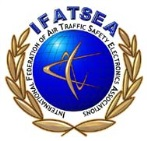 IFATSEA
INTERNATIONAL FEDERATION OF AIR TRAFFIC SAFETY ELECTRONICS ASSOCIATIONS